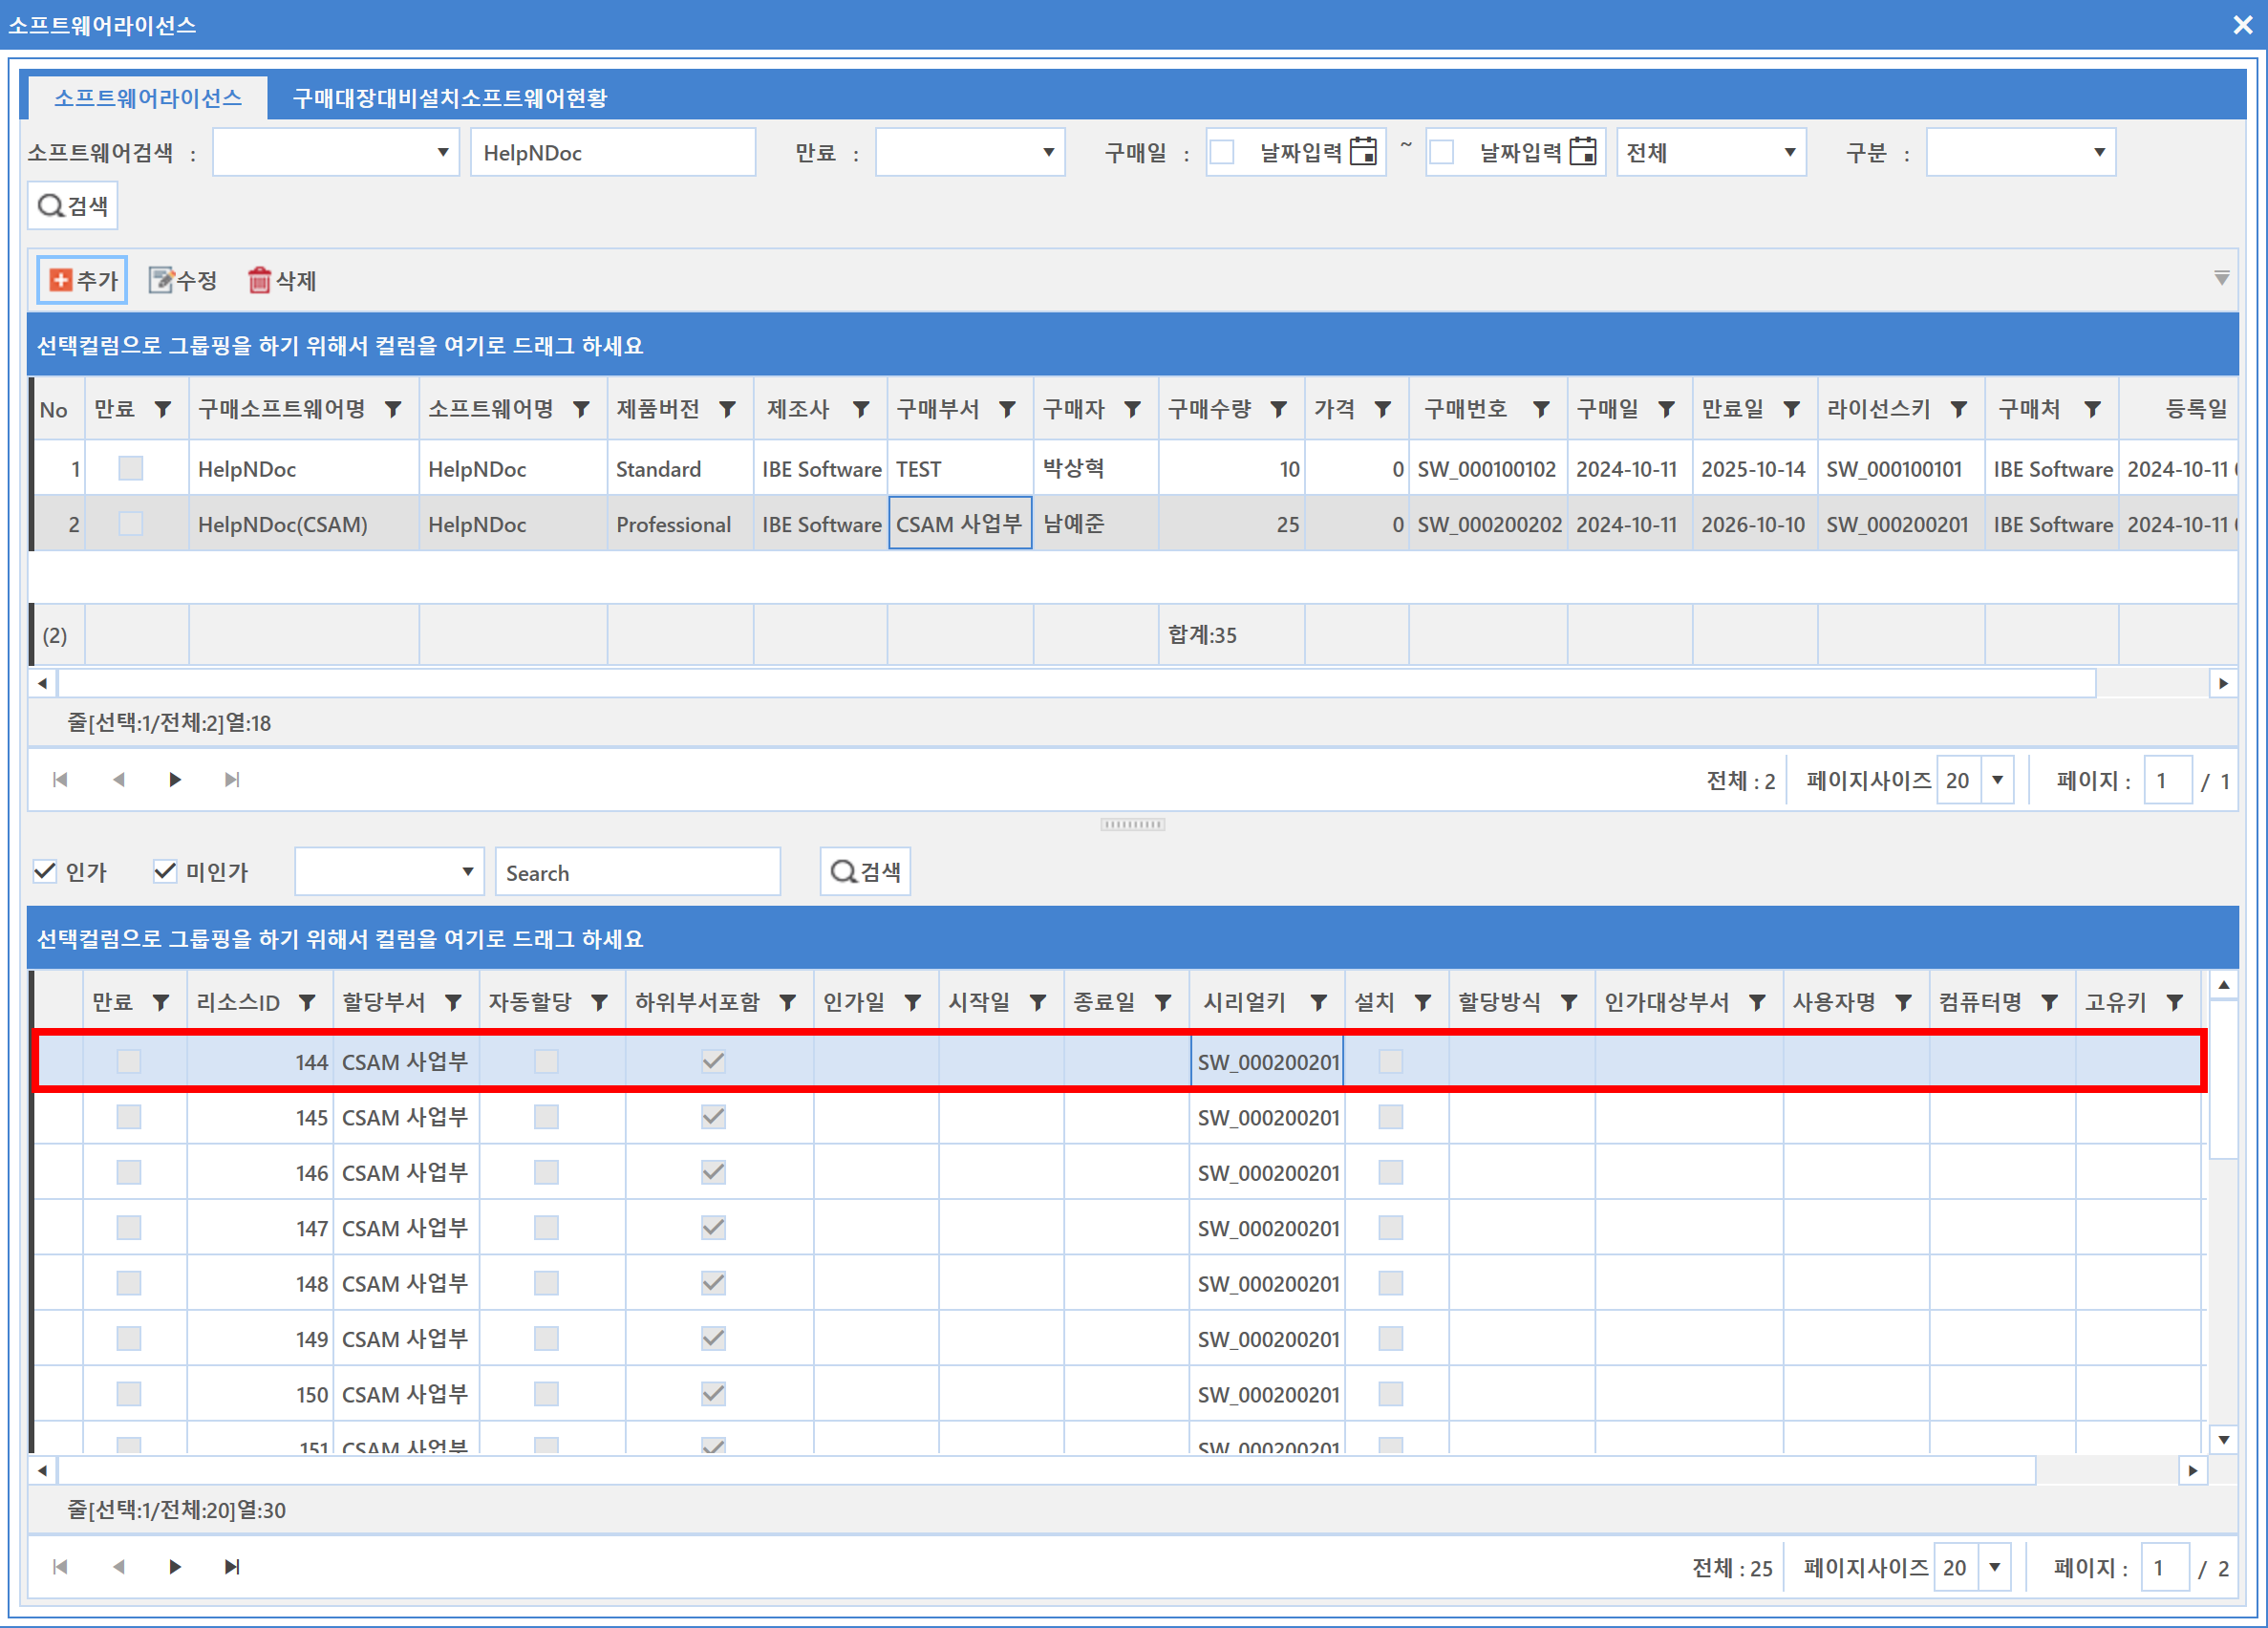 소프트웨어라이선스
소프트웨어라이선스 구매대장대비설치소프트웨어현황
소프트웨어검색 : HelpNDoc 만료 : 구매일 : 날짜입력 ~ 날짜입력 전체 구분 :
검색
추가 수정 삭제
선택컬럼으로 그룹핑을 하기 위해서 컬럼을 여기로 드래그 하세요
No 만료 구매소프트웨어명 소프트웨어명 제품버전 제조사 구매부서 구매자 구매수량 가격 구매번호 구매일 만료일 라이선스키 구매처 등록일
1 HelpNDoc HelpNDoc Standard IBE Software TEST 박상혁 10 0 SW_000100102 2024-10-11 2025-10-14 SW_000100101 IBE Software 2024-10-11
2 HelpNDoc(CSAM) HelpNDoc Professional IBE Software CSAM 사업부 남예준 25 0 SW_000200202 2024-10-11 2026-10-10 SW_000200201 IBE Software 2024-10-11
(2) 합계:35
줄[선택:1/전체:2]열:18
전체 : 2 페이지사이즈 20 페이지 : 1 / 1
인가 미인가 Search 검색
선택컬럼으로 그룹핑을 하기 위해서 컬럼을 여기로 드래그 하세요
만료 리소스ID 할당부서 자동할당 하위부서포함 인가일 시작일 종료일 시리얼키 설치 할당방식 인가대상부서 사용자명 컴퓨터명 고유키
144 CSAM 사업부 SW_000200201
145 CSAM 사업부 SW_000200201
146 CSAM 사업부 SW_000200201
147 CSAM 사업부 SW_000200201
148 CSAM 사업부 SW_000200201
149 CSAM 사업부 SW_000200201
150 CSAM 사업부 SW_000200201
151 CSAM 사업부 SW_000200201
줄[선택:1/전체:20]열:30
전체 : 25 페이지사이즈 20 페이지 : 1 / 2